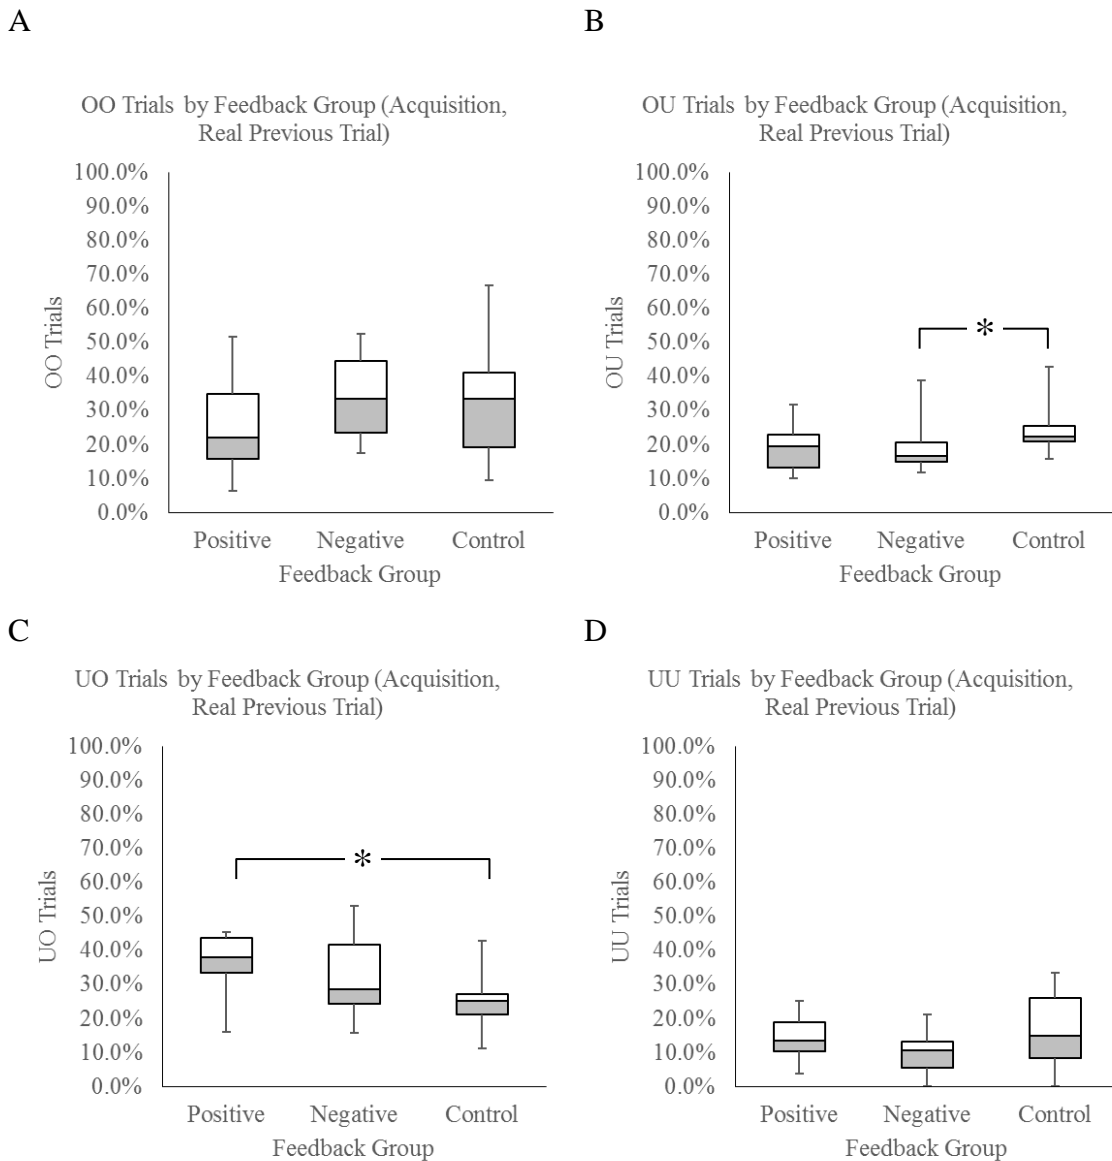 A
OO Trials by Feedback Group (Acquisition,
Real Previous Trial)
100.0%
90.0%
80.0%
70.0%
60.0%
50.0%
40.0%
30.0%
20.0%
10.0%
0.0%
OO Trials
Positive Negative Control
Feedback Group
B
OU Trials by Feedback Group (Acquisition,
Real Previous Trial)
100.0%
90.0%
80.0%
70.0%
60.0%
50.0%
40.0%
30.0%
20.0%
10.0%
0.0%
OU Trials
*
Positive Negative Control
Feedback Group
C
UO Trials by Feedback Group (Acquisition,
Real Previous Trial)
100.0%
90.0%
80.0%
70.0%
60.0%
50.0%
40.0%
30.0%
20.0%
10.0%
0.0%
UO Trials
*
Positive Negative Control
Feedback Group
D
UU Trials by Feedback Group (Acquisition,
Real Previous Trial)
100.0%
90.0%
80.0%
70.0%
60.0%
50.0%
40.0%
30.0%
20.0%
10.0%
0.0%
UU Trials
Positive Negative Control
Feedback Group